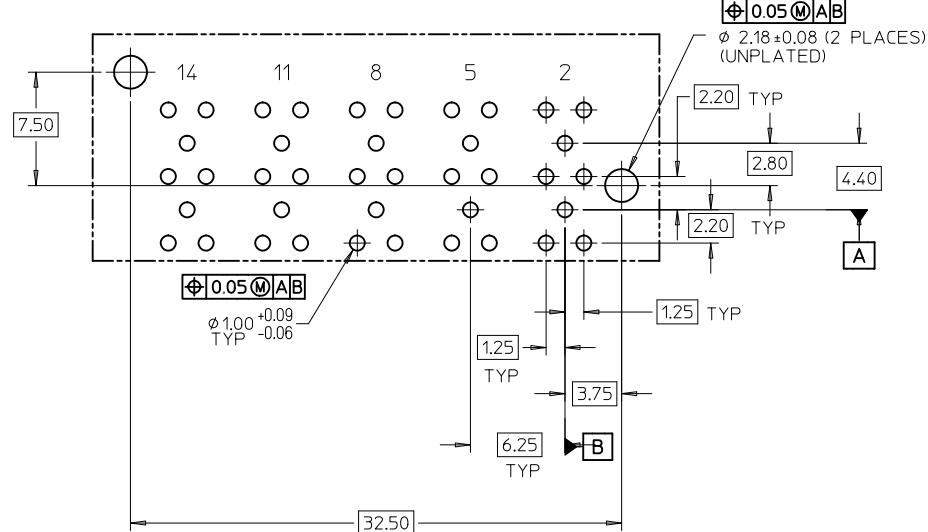 ⌖ 0.05 Ⓜ A B
⌀ 2.18±0.08 (2 PLACES)
(UNPLATED)
14 11 8 5 2
2.20 TYP
7.50
2.80
4.40
2.20 TYP
A
⌖ 0.05 Ⓜ A B
⌀1.00 +0.09 -0.06
TYP
1.25 TYP
1.25
TYP
3.75
6.25
TYP
B
32.50